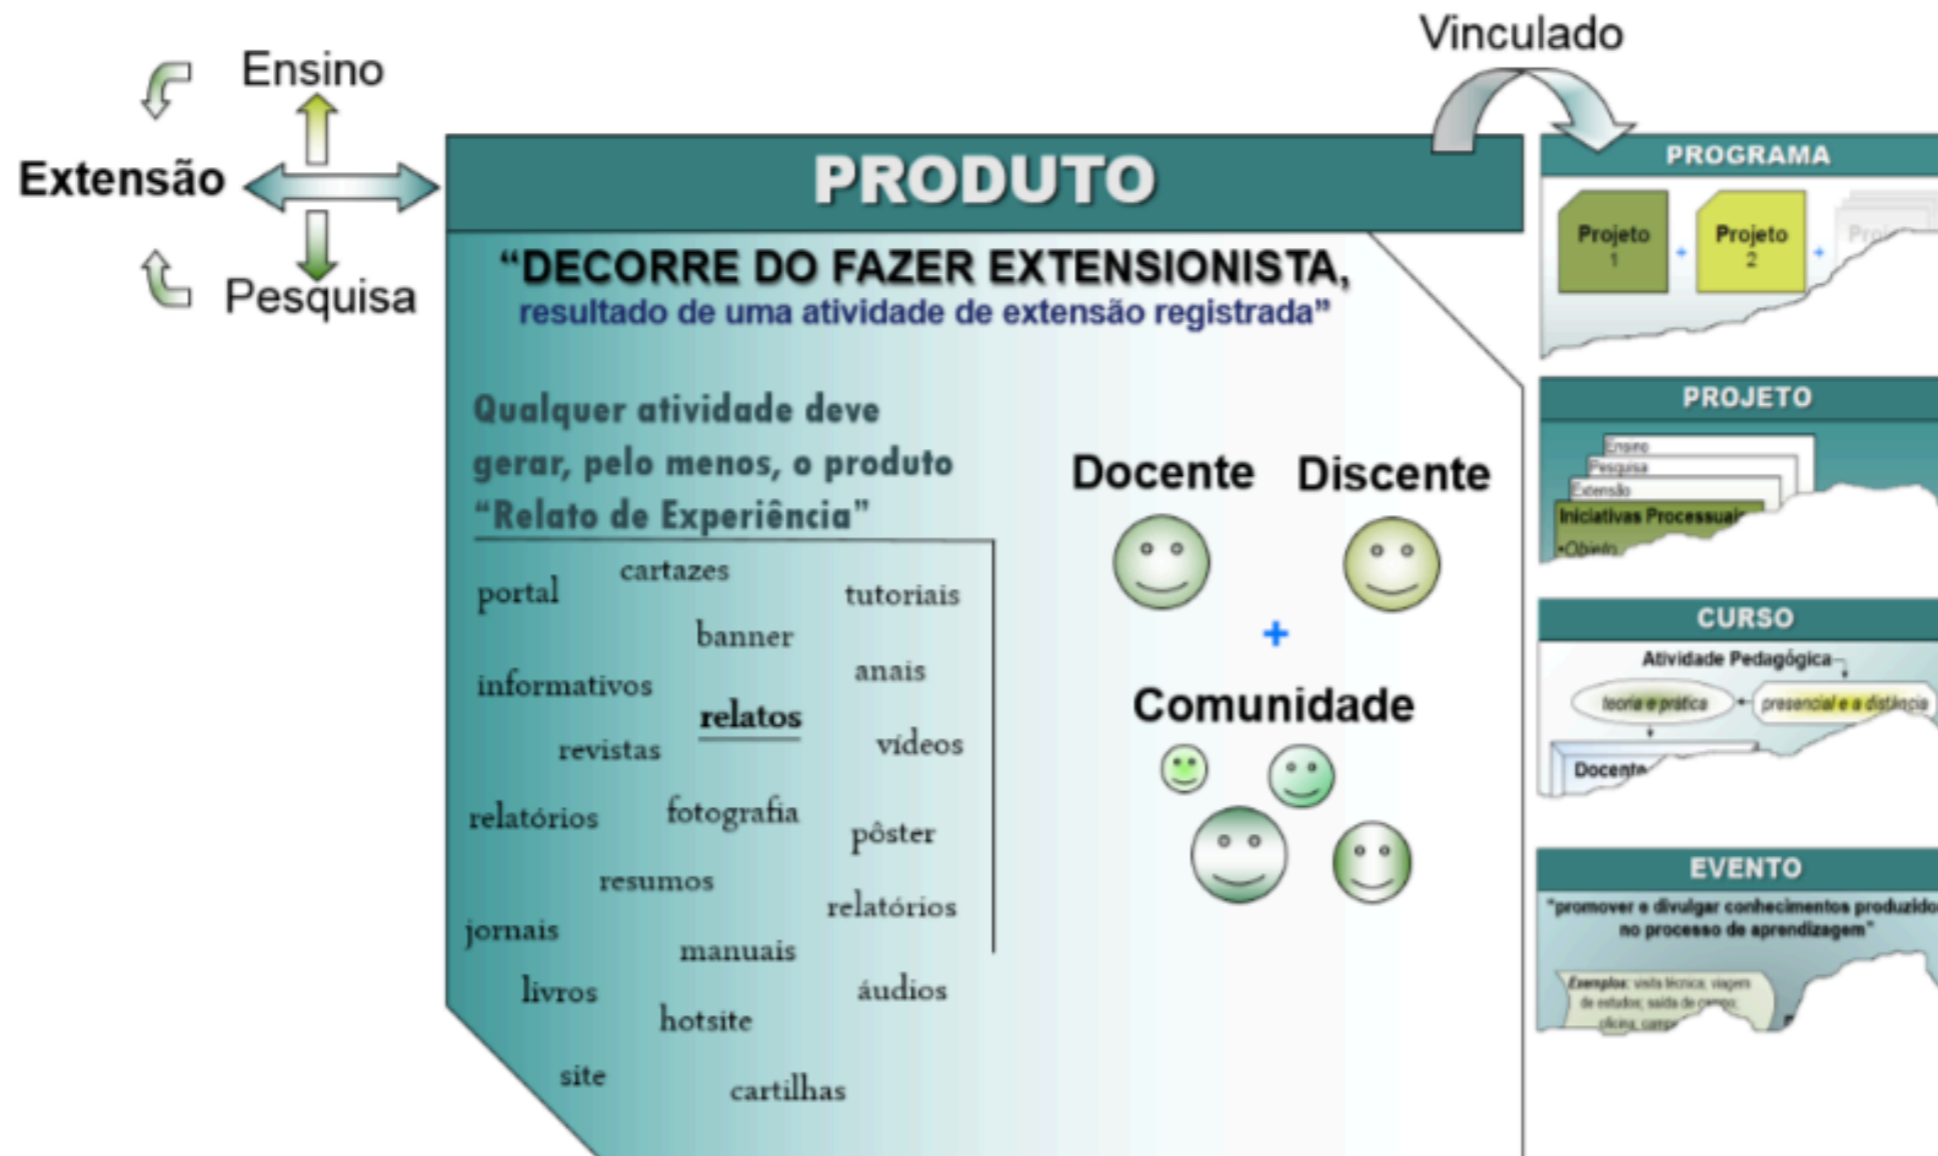 Ensino
Extensão
Pesquisa
Vinculado
PRODUTO
“DECORRE DO FAZER EXTENSIONISTA,
resultado de uma atividade de extensão registrada”
Qualquer atividade deve
gerar, pelo menos, o produto
“Relato de Experiência”
cartazes
portal
tutoriais
banner
anais
informativos
relatos
vídeos
revistas
fotografia
relatórios
pôster
resumos
relatórios
jornais
manuais
livros
áudios
hotsite
site
cartilhas
Docente Discente
+
Comunidade
PROGRAMA
Projeto
1
+
Projeto
2
+
PROJETO
Ensino
Pesquisa
Extensão
Iniciativas Processuais
•Objeto
CURSO
Atividade Pedagógica
teoria e prática
presencial e a distância
Docente
EVENTO
"promover e divulgar conhecimentos produzido
no processo de aprendizagem"
Exemplos: visita técnica; viagem
de estudos; saída de campo;
oficina;